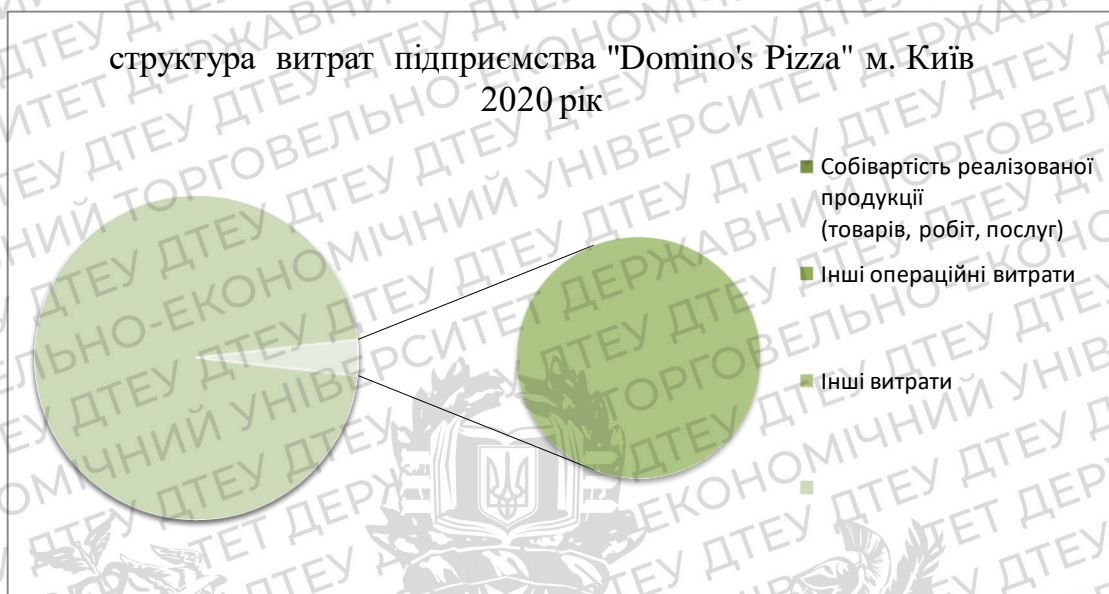 структура витрат підприємства "Domino's Pizza" м. Київ
2020 рік
Собівартість реалізованої
продукції
(товарів, робіт, послуг)
Інші операційні витрати
Інші витрати